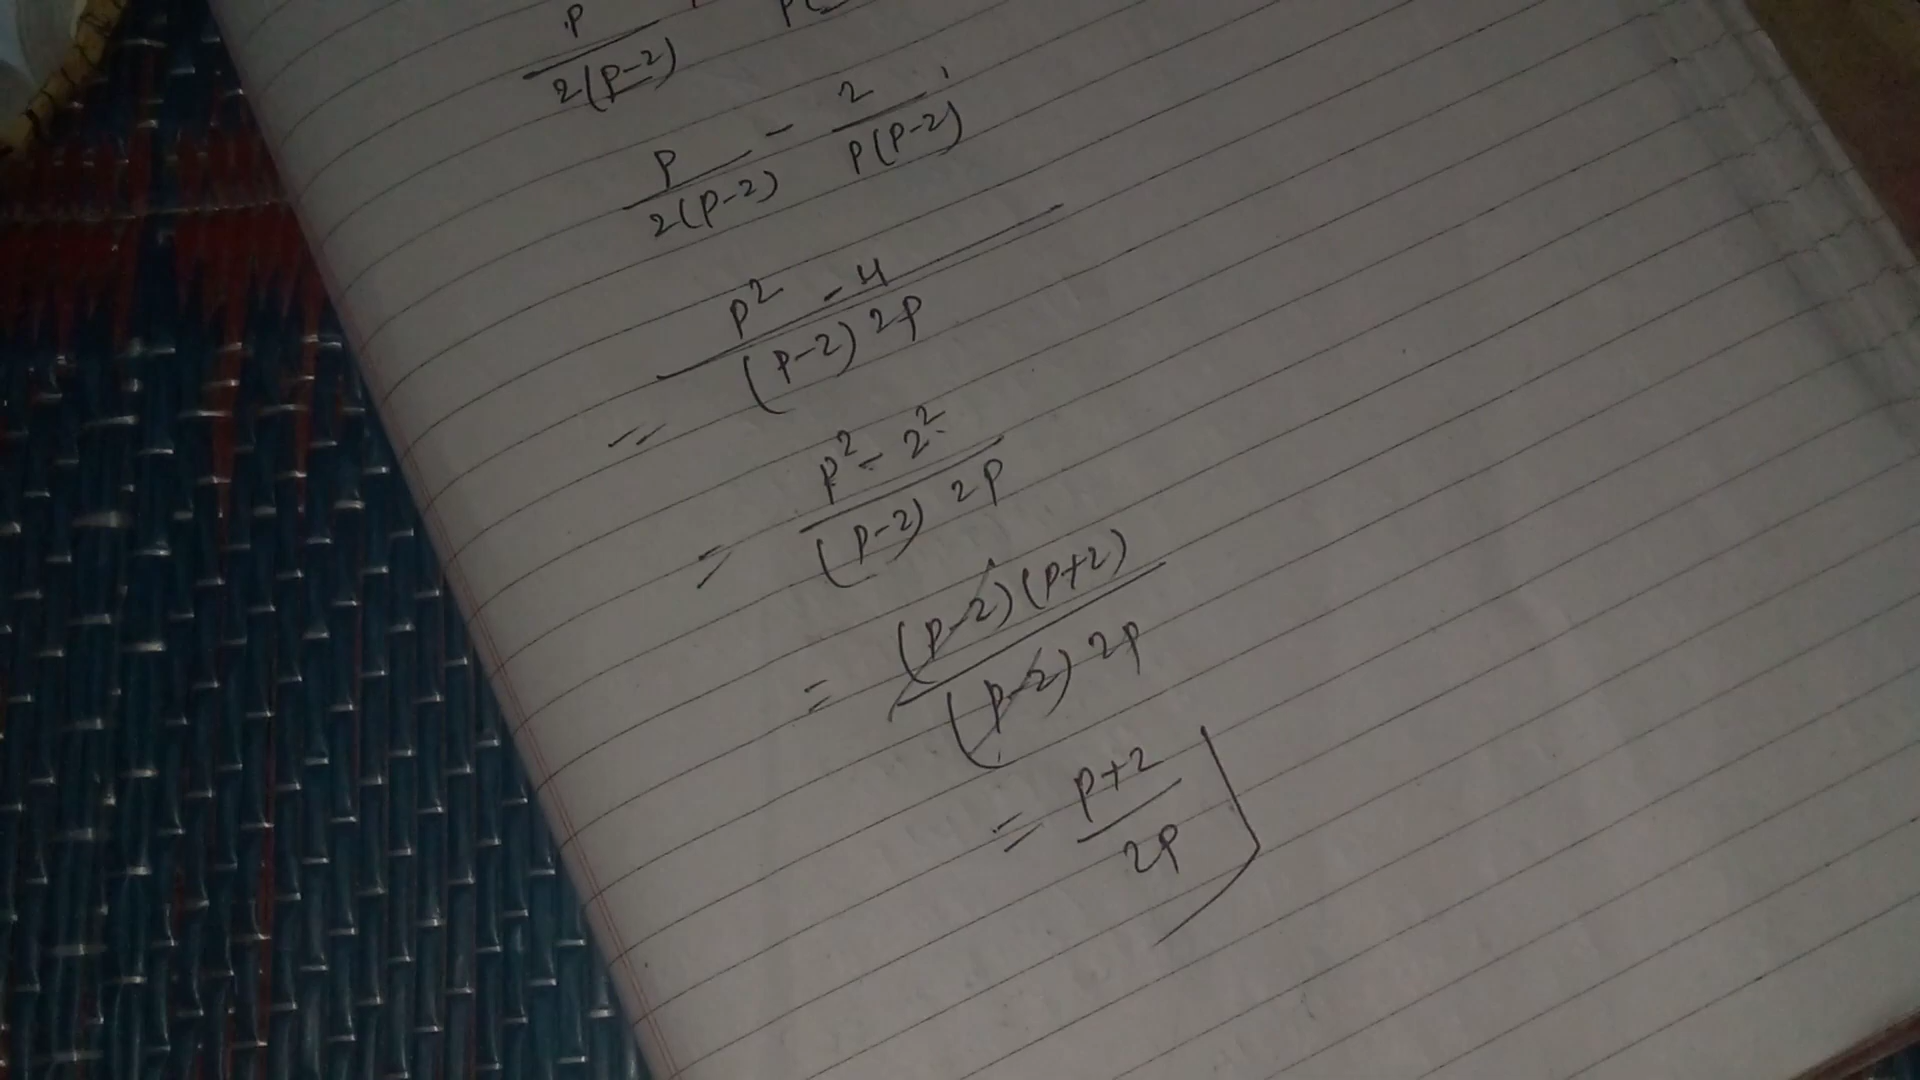 P
2(P-2)
P/2(P-2) - 2/P(P-2)
= P² - 4/(P-2) 2P
= P² - 2²/(P-2) 2P
= (P-2)(P+2)/(P-2) 2P
= P+2/2P